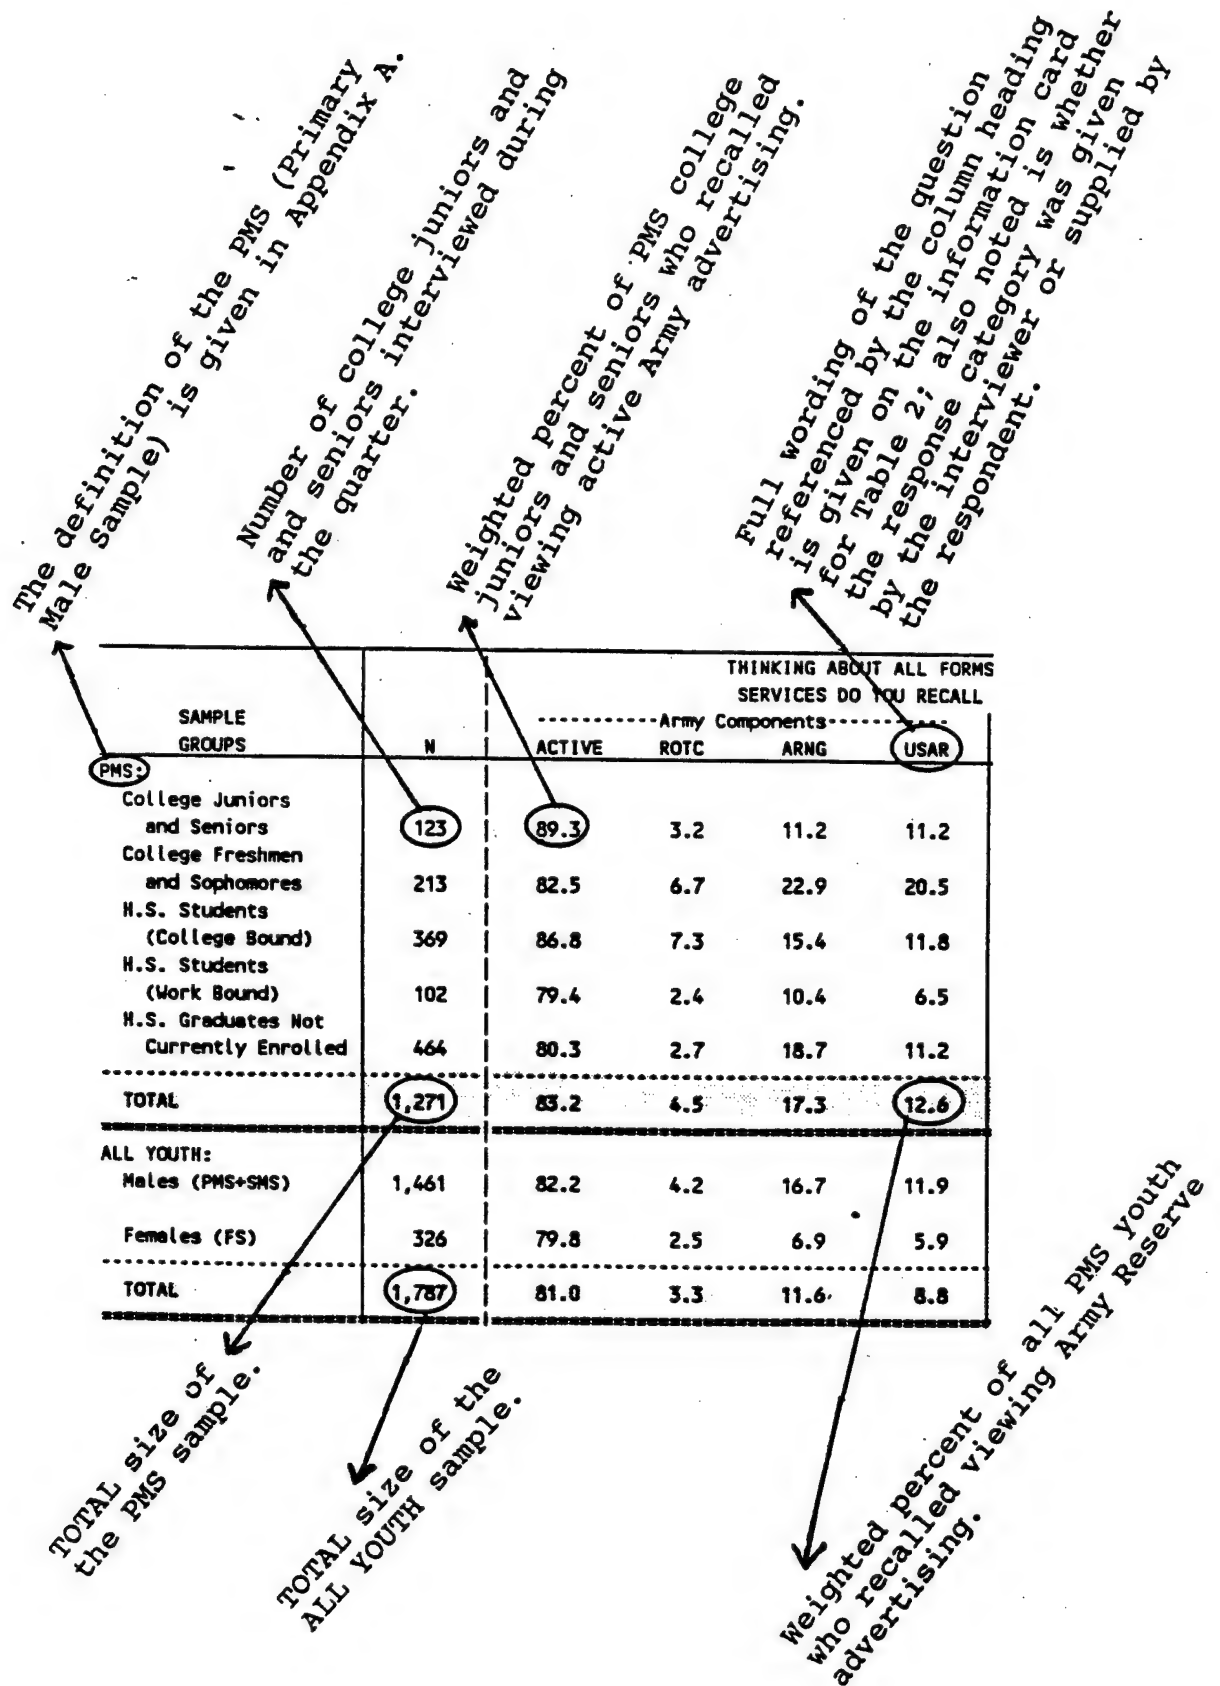 The definition of the PMS (Primary
Male Sample) is given in Appendix A.
Number of college juniors and
and seniors interviewed during
the quarter.
Weighted percent of PMS college
juniors and seniors who recalled
viewing active Army advertising.
Full wording of the question
referenced by the column heading
is given on the information card
for Table 2; also noted is whether
the response category was given
by the interviewer or supplied by
the respondent.
THINKING ABOUT ALL FORMS
SERVICES DO YOU RECALL
SAMPLE Army Components
GROUPS N ACTIVE ROTC ARNG USAR
PMS:
College Juniors
and Seniors 123 89.3 3.2 11.2 11.2
College Freshmen
and Sophomores 213 82.5 6.7 22.9 20.5
H.S. Students
(College Bound) 369 86.8 7.3 15.4 11.8
H.S. Students
(Work Bound) 102 79.4 2.4 10.4 6.5
H.S. Graduates Not
Currently Enrolled 464 80.3 2.7 18.7 11.2
TOTAL 1,271 83.2 4.5 17.3 12.6
ALL YOUTH:
Males (PMS+SMS) 1,461 82.2 4.2 16.7 11.9
Females (FS) 326 79.8 2.5 6.9 5.9
TOTAL 1,787 81.0 3.3 11.6 8.8
TOTAL size of
the PMS sample.
TOTAL size of the
ALL YOUTH sample.
Weighted percent of all PMS youth
who recalled viewing Army Reserve
advertising.